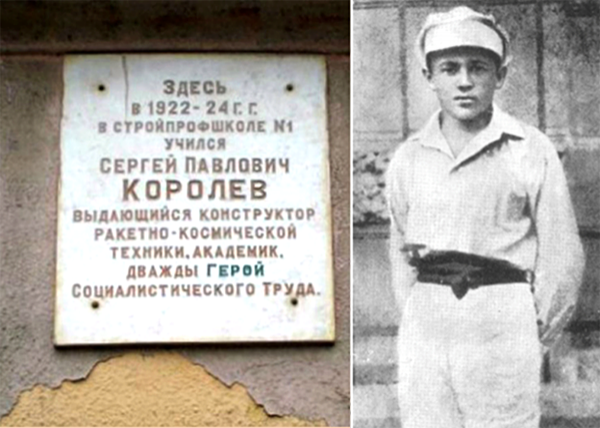 ЗДЕСЬ
В 1922-24 Г. Г.
В СТРОЙПРОФШКОЛЕ №1
УЧИЛСЯ
СЕРГЕЙ ПАВЛОВИЧ
КОРОЛЕВ
ВЫДАЮЩИЙСЯ КОНСТРУКТОР
РАКЕТНО-КОСМИЧЕСКОЙ
ТЕХНИКИ, АКАДЕМИК,
ДВАЖДЫ ГЕРОЙ
СОЦИАЛИСТИЧЕСКОГО ТРУДА.